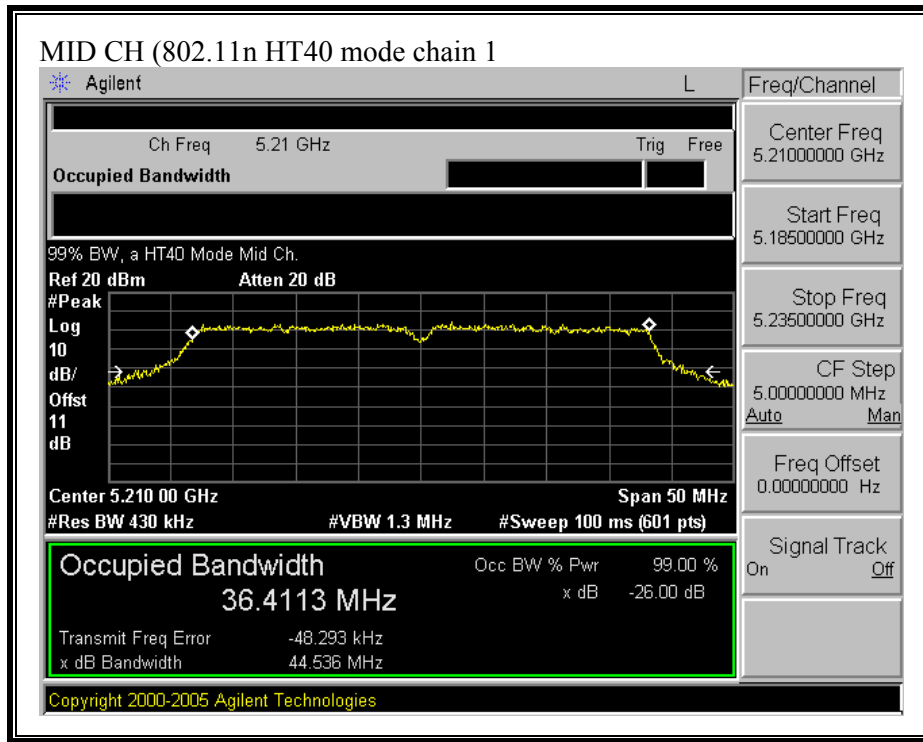 MID CH (802.11n HT40 mode chain 1
Agilent L
Ch Freq 5.21 GHz Trig Free
Occupied Bandwidth
99% BW, a HT40 Mode Mid Ch.
Ref 20 dBm Atten 20 dB
#Peak
Log
10
dB/
Offst
11
dB
Center 5.210 00 GHz Span 50 MHz
#Res BW 430 kHz #VBW 1.3 MHz #Sweep 100 ms (601 pts)
Occupied Bandwidth Occ BW % Pwr 99.00 %
36.4113 MHz x dB -26.00 dB
Transmit Freq Error -48.293 kHz
x dB Bandwidth 44.536 MHz
Copyright 2000-2005 Agilent Technologies
Freq/Channel
Center Freq
5.21000000 GHz
Start Freq
5.18500000 GHz
Stop Freq
5.23500000 GHz
CF Step
5.00000000 MHz
Auto Man
Freq Offset
0.00000000 Hz
Signal Track
On Off